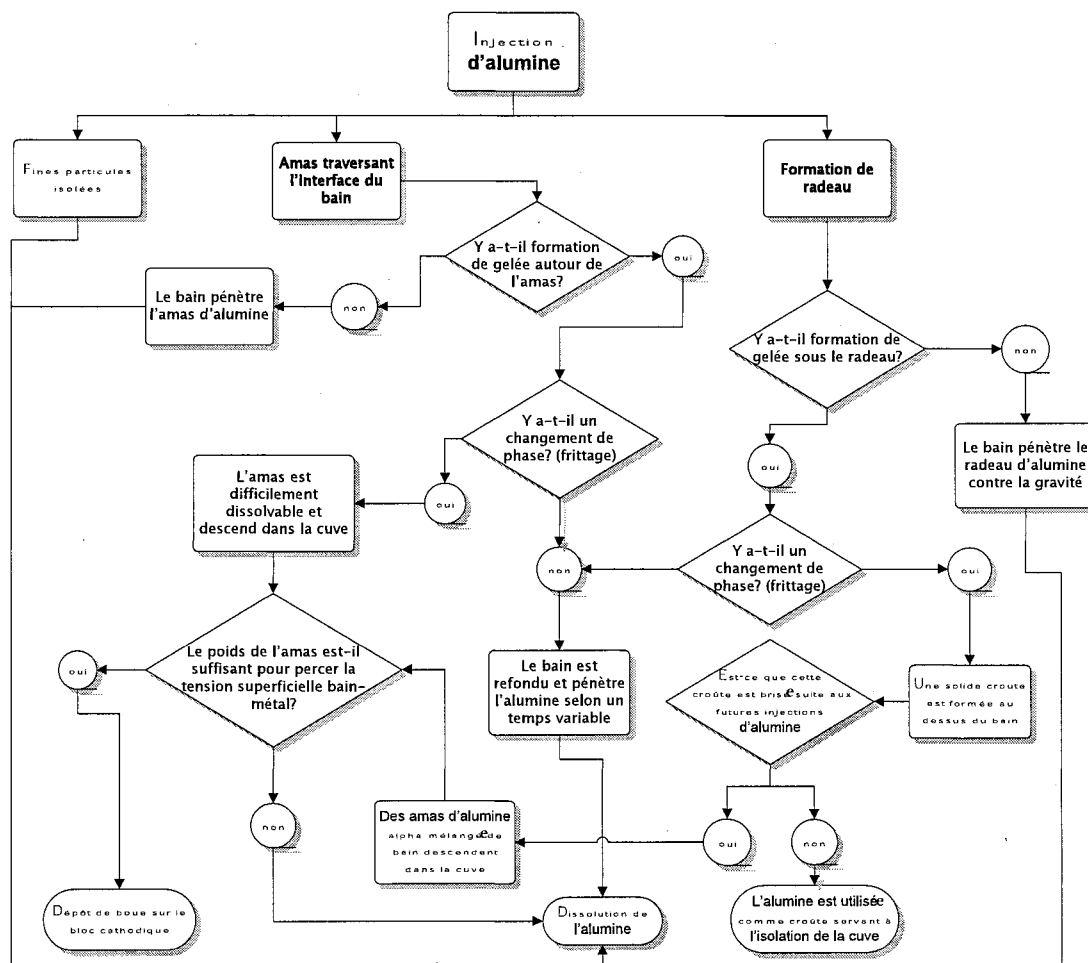 Injection
d'alumine
Fines particules
isolées
Amas traversant
l'interface du
bain
Formation de
radeau
Y a-t-il formation
de gelée autour de
l'amas?
oui
Le bain pénètre
l'amas d'alumine
non
Y a-t-il formation de
gelée sous le radeau?
non
Y a-t-il un
changement de
phase? (frittage)
Le bain pénètre le
radeau d'alumine
contre la gravité
L'amas est
difficilement
dissolvable et
descend dans la cuve
oui
oui
non
Y a-t-il un
changement de
phase? (frittage)
oui
Le poids de l'amas est-il
suffisant pour percer la
tension superficielle bain-
métal?
oui
Le bain est
refondu et pénètre
l'alumine selon un
temps variable
Est-ce que cette
croûte est brisée suite aux
futures injections
d'alumine
Une solide croute
est formée au
dessus du bain
non
Des amas d'alumine
alpha mélangée de
bain descendent
dans la cuve
oui
non
Dépôt de boue sur le
bloc cathodique
Dissolution de
l'alumine
L'alumine est utilisée
comme croûte servant à
l'isolation de la cuve